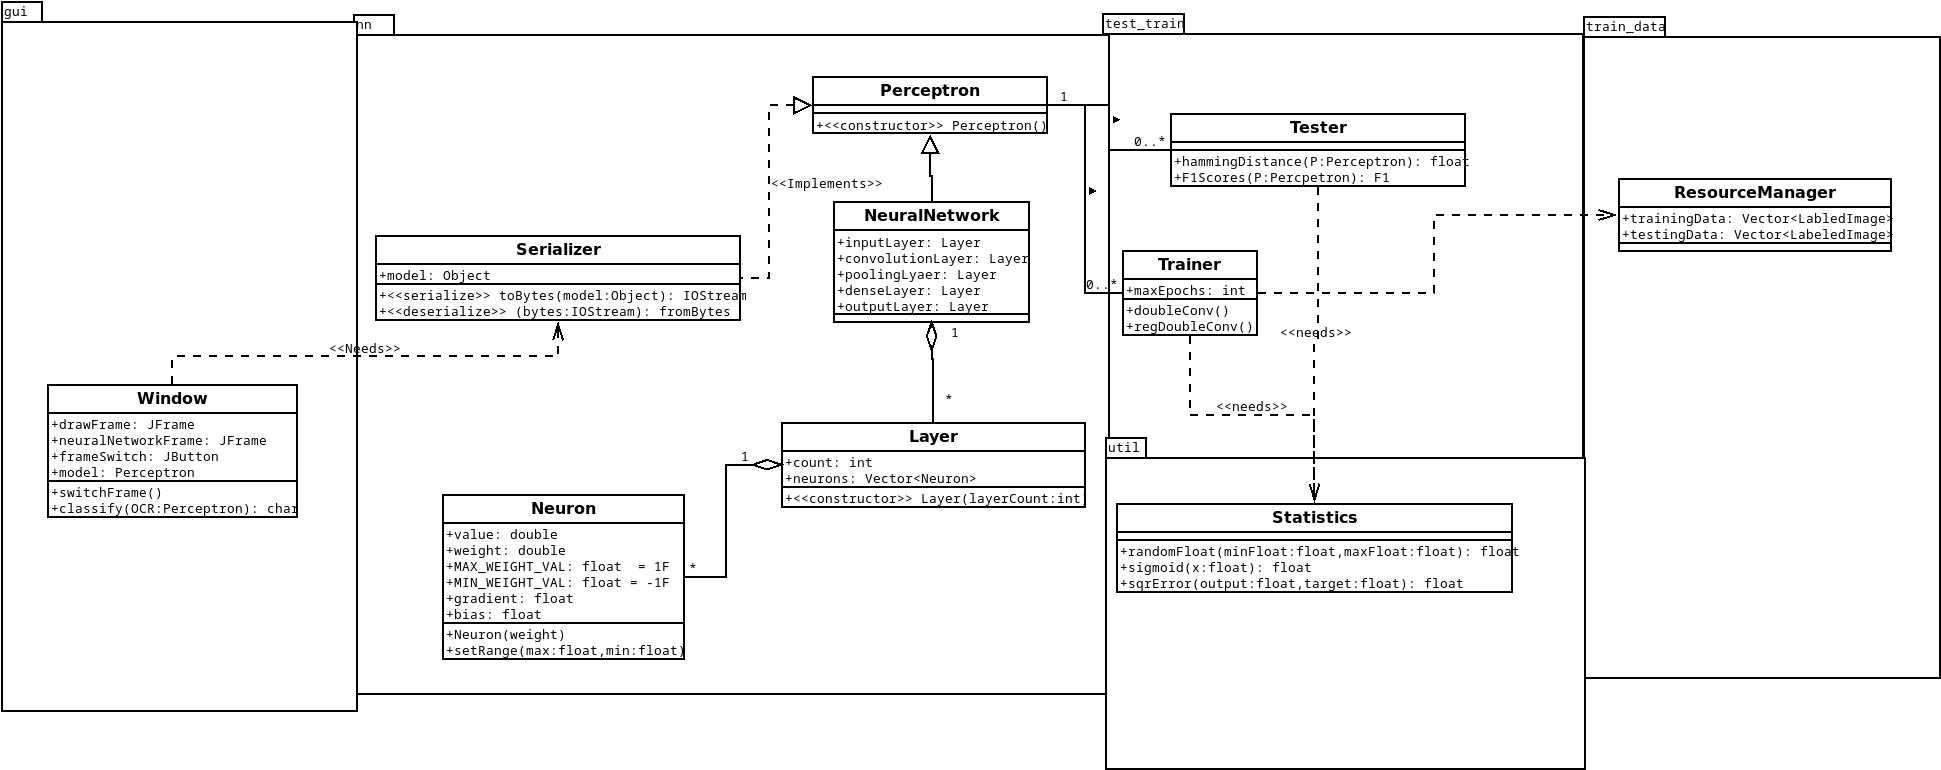 gui
nn
test_train
train_data
Perceptron
+<<constructor>> Perceptron()
1
0..*
Tester
+hammingDistance(P:Perceptron): float
+F1Scores(P:Percpetron): F1
<<Implements>>
ResourceManager
+trainingData: Vector<LabledImage>
+testingData: Vector<LabeledImage>
NeuralNetwork
+inputLayer: Layer
+convolutionLayer: Layer
+poolingLyaer: Layer
+denseLayer: Layer
+outputLayer: Layer
Serializer
+model: Object
+<<serialize>> toBytes(model:Object): IOStream
+<<deserialize>> (bytes:IOStream): fromBytes
Trainer
+maxEpochs: int
+doubleConv()
+regDoubleConv()
0..*
<<needs>>
1
<<Needs>>
*
<<needs>>
Window
+drawFrame: JFrame
+neuralNetworkFrame: JFrame
+frameSwitch: JButton
+model: Perceptron
+switchFrame()
+classify(OCR:Perceptron): char
Layer
+count: int
+neurons: Vector<Neuron>
+<<constructor>> Layer(layerCount:int)
1
util
Neuron
+value: double
+weight: double
+MAX_WEIGHT_VAL: float  = 1F
+MIN_WEIGHT_VAL: float = -1F
+gradient: float
+bias: float
+Neuron(weight)
+setRange(max:float,min:float)
*
Statistics
+randomFloat(minFloat:float,maxFloat:float): float
+sigmoid(x:float): float
+sqrError(output:float,target:float): float